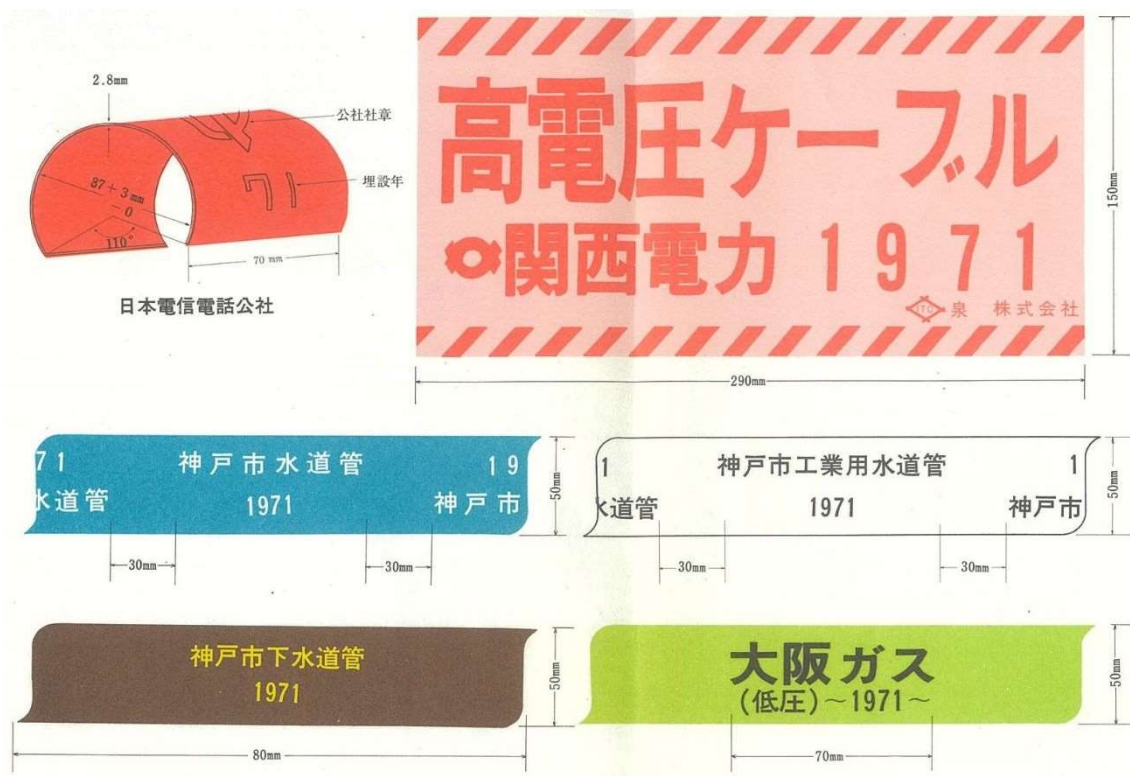 2.8mm
公社社章
埋設年
87+3mm
-0
110°
71
70 mm
日本電信電話公社
高電圧ケーブル
関西電力 1971
ITO 泉 株式会社
150mm
290mm
71 神戸市水道管 19
水道管 1971 神戸市
50mm
30mm 30mm
1 神戸市工業用水道管 1
水道管 1971 神戸市
50mm
30mm 30mm
神戸市下水道管
1971
50mm
80mm
大阪ガス
(低圧)~1971~
50mm
70mm